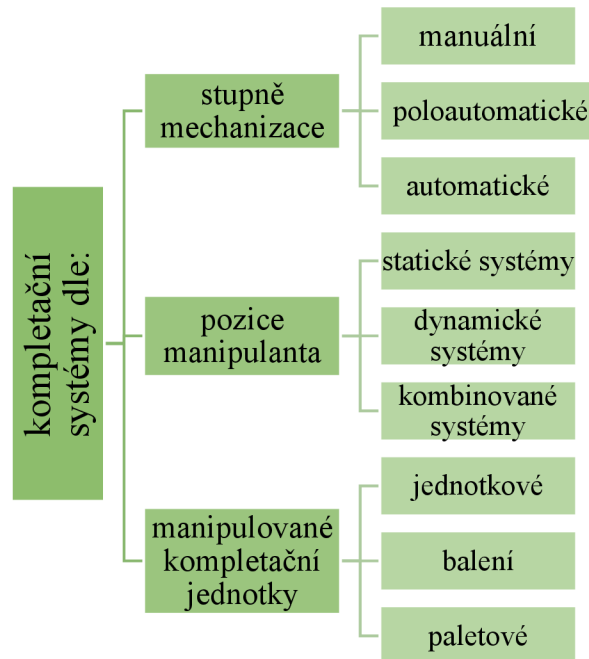 kompletační
systémy dle:
stupně
mechanizace
manuální
poloautomatické
automatické
pozice
manipulanta
statické systémy
dynamické
systémy
kombinované
systémy
manipulované
kompletační
jednotky
jednotkové
balení
paletové